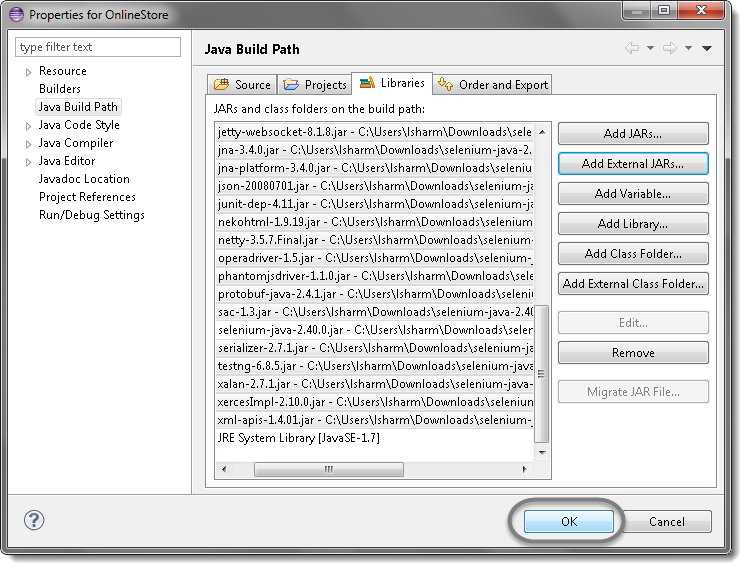 Properties for OnlineStore
type filter text
Resource
Builders
Java Build Path
Java Code Style
Java Compiler
Java Editor
Javadoc Location
Project References
Run/Debug Settings
Java Build Path
Source
Projects
Libraries
Order and Export
JARs and class folders on the build path:
jetty-websocket-8.1.8.jar - C:\Users\lsharm\Downloads\sele
jna-3.4.0.jar - C:\Users\lsharm\Downloads\selenium-java-2.
jna-platform-3.4.0.jar - C:\Users\lsharm\Downloads\seleniu
json-20080701.jar - C:\Users\lsharm\Downloads\selenium-ja
junit-dep-4.11.jar - C:\Users\lsharm\Downloads\selenium-ja
nekohtml-1.9.19.jar - C:\Users\lsharm\Downloads\selenium-
netty-3.5.7.Final.jar - C:\Users\lsharm\Downloads\selenium
operadriver-1.5.jar - C:\Users\lsharm\Downloads\selenium-j
phantomjsdriver-1.1.0.jar - C:\Users\lsharm\Downloads\sele
protobuf-java-2.4.1.jar - C:\Users\lsharm\Downloads\seleni
sac-1.3.jar - C:\Users\lsharm\Downloads\selenium-java-2.40
selenium-java-2.40.0.jar - C:\Users\lsharm\Downloads\selen
serializer-2.7.1.jar - C:\Users\lsharm\Downloads\selenium-j
testng-6.8.5.jar - C:\Users\lsharm\Downloads\selenium-java
xalan-2.7.1.jar - C:\Users\lsharm\Downloads\selenium-java-
xercesImpl-2.10.0.jar - C:\Users\lsharm\Downloads\seleniun
xml-apis-1.4.01.jar - C:\Users\lsharm\Downloads\selenium-j
JRE System Library [JavaSE-1.7]
Add JARs...
Add External JARs...
Add Variable...
Add Library...
Add Class Folder...
Add External Class Folder...
Edit...
Remove
Migrate JAR File...
?
OK
Cancel